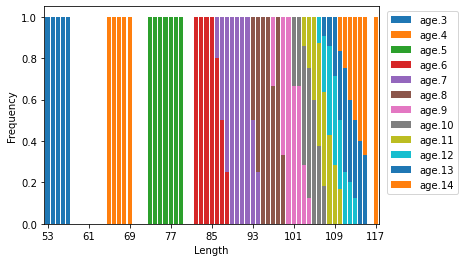 1.0
0.8
0.6
0.4
0.2
0.0
Frequency
53 61 69 77 85 93 101 109 117
Length
age.3
age.4
age.5
age.6
age.7
age.8
age.9
age.10
age.11
age.12
age.13
age.14